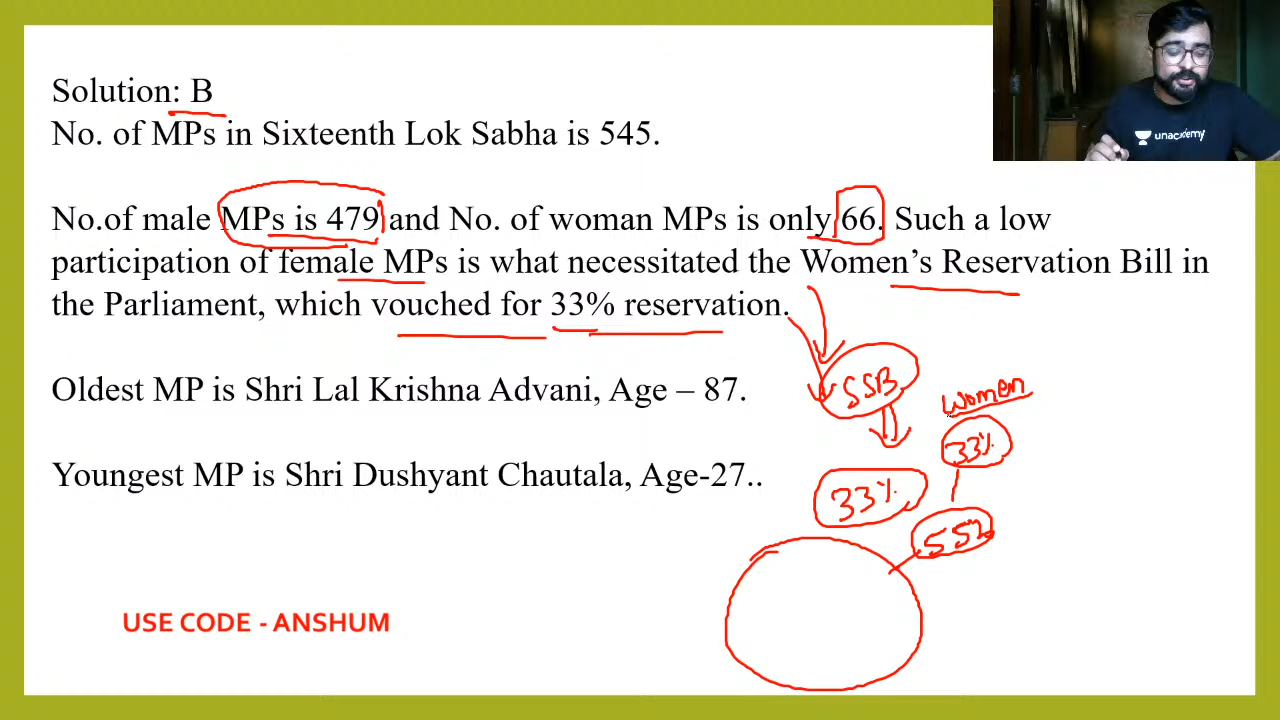 Solution: B
No. of MPs in Sixteenth Lok Sabha is 545.
unacademy
No.of male MPs is 479 and No. of woman MPs is only 66. Such a low
participation of female MPs is what necessitated the Women's Reservation Bill in
the Parliament, which vouched for 33% reservation.
SSB
Women
Oldest MP is Shri Lal Krishna Advani, Age – 87.
33%
Youngest MP is Shri Dushyant Chautala, Age-27..
33%
55%
USE CODE - ANSHUM